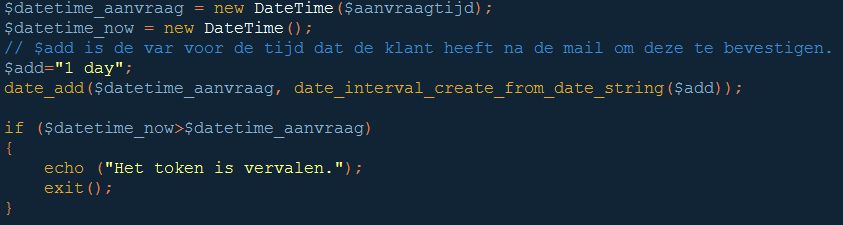 $datetime_aanvraag = new DateTime($aanvraagtijd);
$datetime_now = new DateTime();
// $add is de var voor de tijd dat de klant heeft na de mail om deze te bevestigen.
$add="1 day";
date_add($datetime_aanvraag, date_interval_create_from_date_string($add));
if ($datetime_now>$datetime_aanvraag)
{
echo ("Het token is vervalen.");
exit();
}